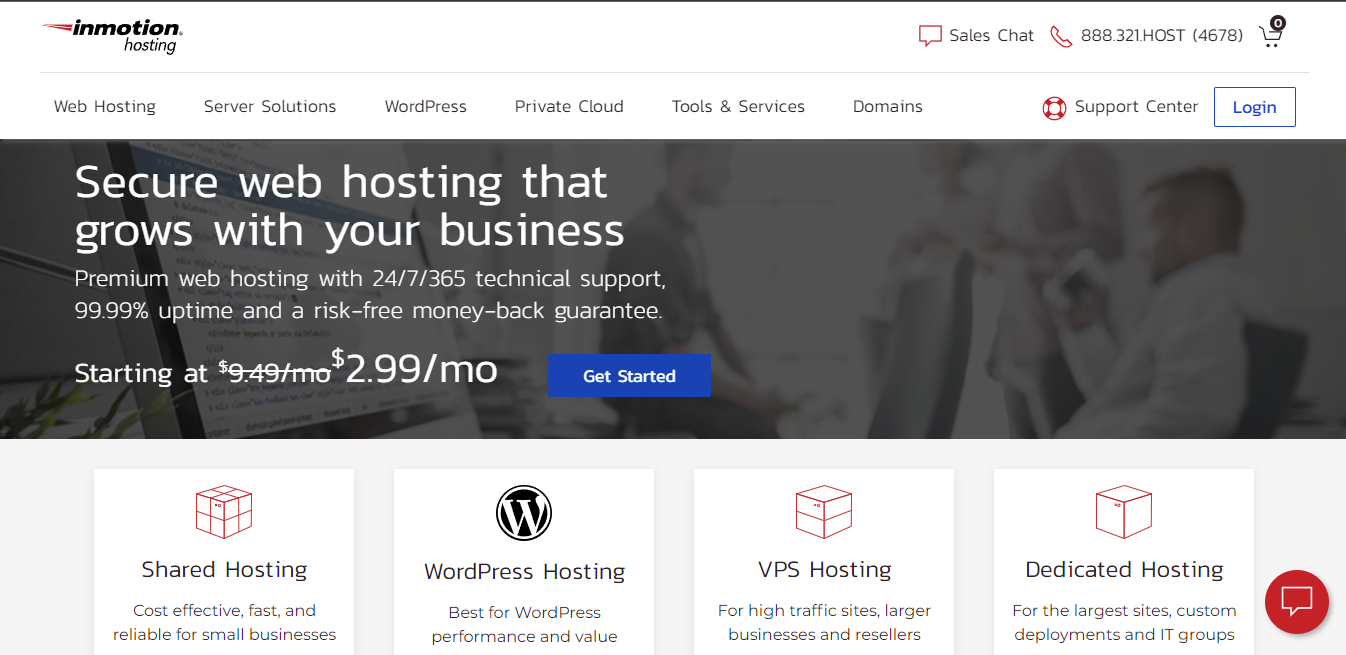 inmotion
hosting
Sales Chat
888.321.HOST (4678)
0
Web Hosting
Server Solutions
WordPress
Private Cloud
Tools & Services
Domains
Support Center
Login
Secure web hosting that
grows with your business
Premium web hosting with 24/7/365 technical support,
99.99% uptime and a risk-free money-back guarantee.
Starting at $9.49/mo $2.99/mo
Get Started
Shared Hosting
Cost effective, fast, and
reliable for small businesses
WordPress Hosting
Best for WordPress
performance and value
VPS Hosting
For high traffic sites, larger
businesses and resellers
Dedicated Hosting
For the largest sites, custom
deployments and IT groups